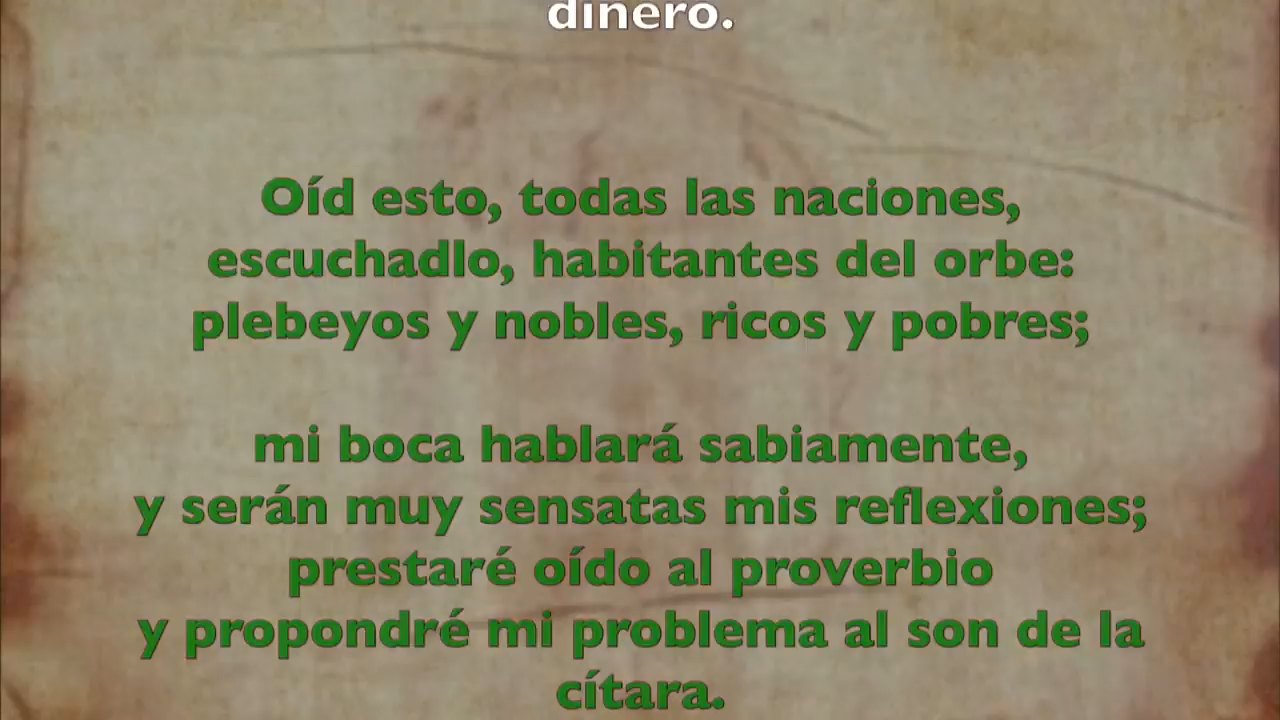 dinero.
Oíd esto, todas las naciones,
escuchadlo, habitantes del orbe:
plebeyos y nobles, ricos y pobres;
mi boca hablará sabiamente,
y serán muy sensatas mis reflexiones;
prestaré oído al proverbio
y propondré mi problema al son de la
cítara.